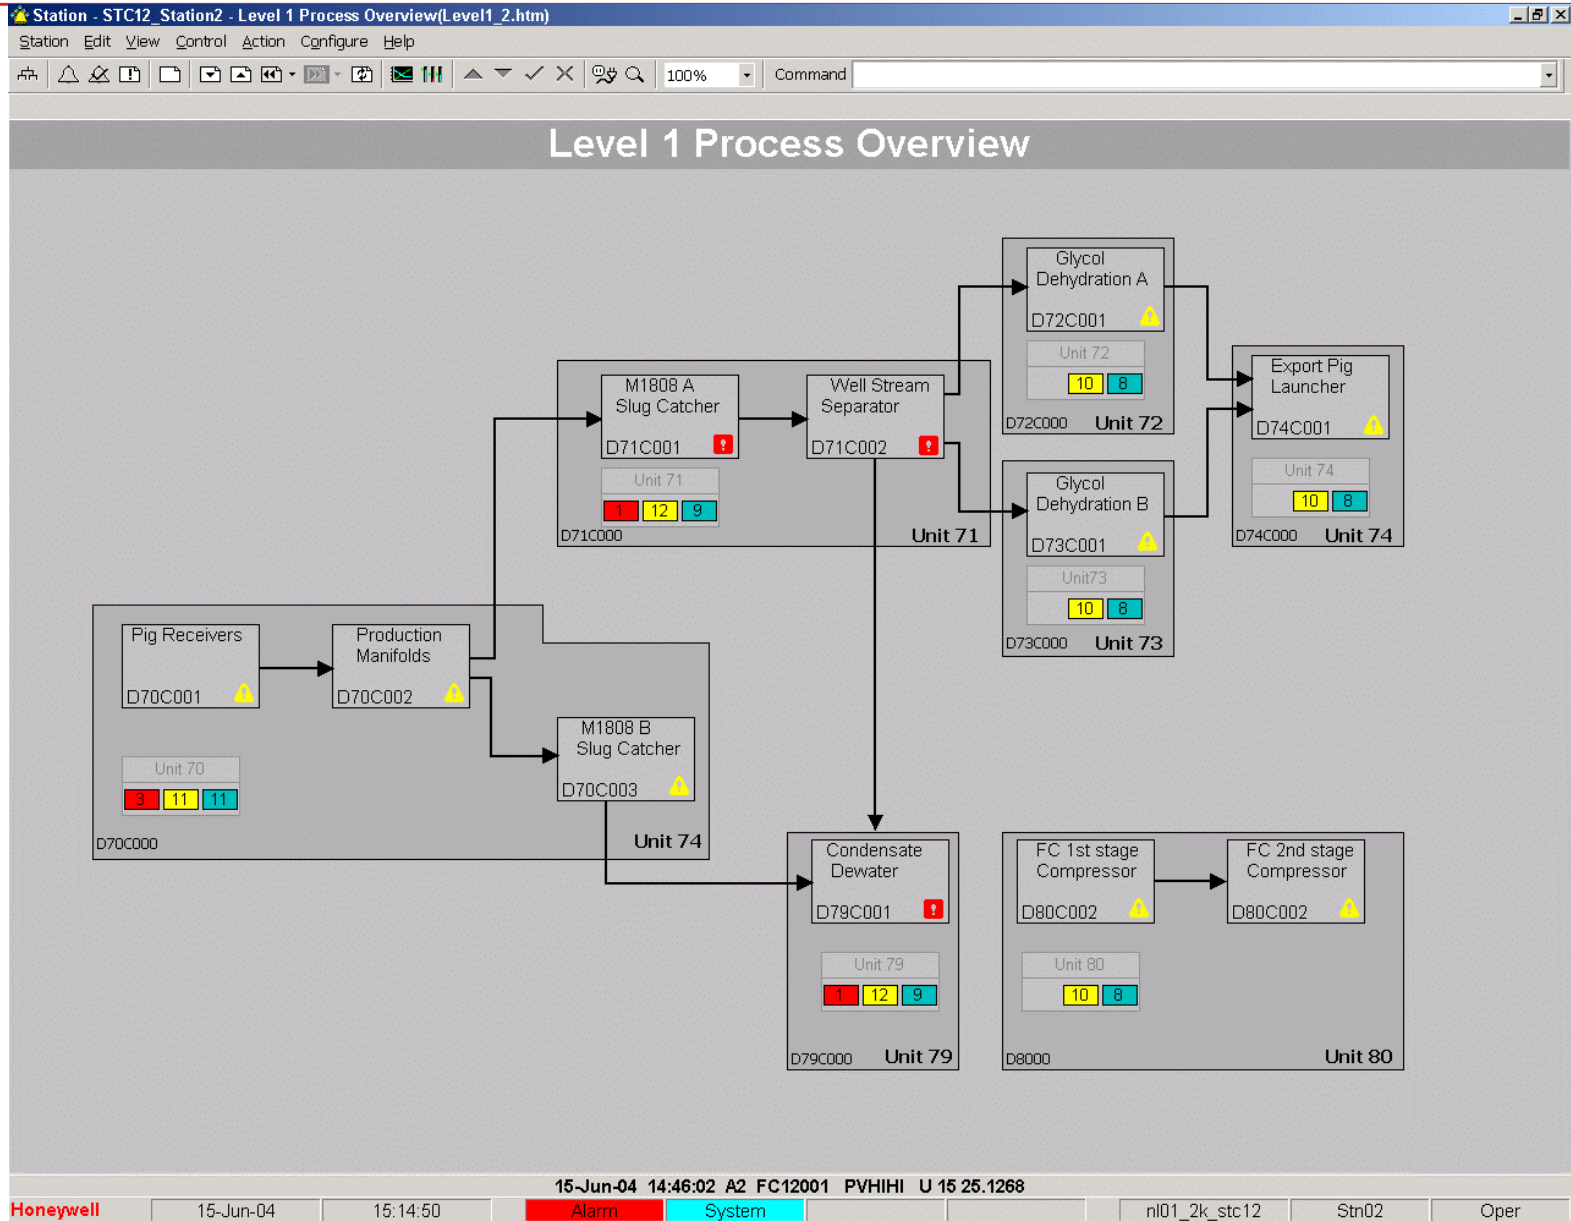 Station - STC12_Station2 - Level 1 Process Overview(Level1_2.htm)
Station Edit View Control Action Configure Help
100% Command
Level 1 Process Overview
Glycol
Dehydration A
D72C001
Unit 72
10 8
D72C000 Unit 72
Export Pig
Launcher
D74C001
Unit 74
10 8
D74C000 Unit 74
M1808 A
Slug Catcher
D71C001
Well Stream
Separator
D71C002
Unit 71
1 12 9
D71C000 Unit 71
Glycol
Dehydration B
D73C001
Unit73
10 8
D73C000 Unit 73
Pig Receivers
D70C001
Production
Manifolds
D70C002
M1808 B
Slug Catcher
D70C003
Unit 70
3 11 11
D70C000 Unit 74
Condensate
Dewater
D79C001
Unit 79
1 12 9
D79C000 Unit 79
FC 1st stage
Compressor
D80C002
FC 2nd stage
Compressor
D80C002
Unit 80
10 8
D8000 Unit 80
15-Jun-04 14:46:02 A2 FC12001 PVHIHI U 15 25.1268
Honeywell 15-Jun-04 15:14:50 Alarm System nl01_2k_stc12 Stn02 Oper